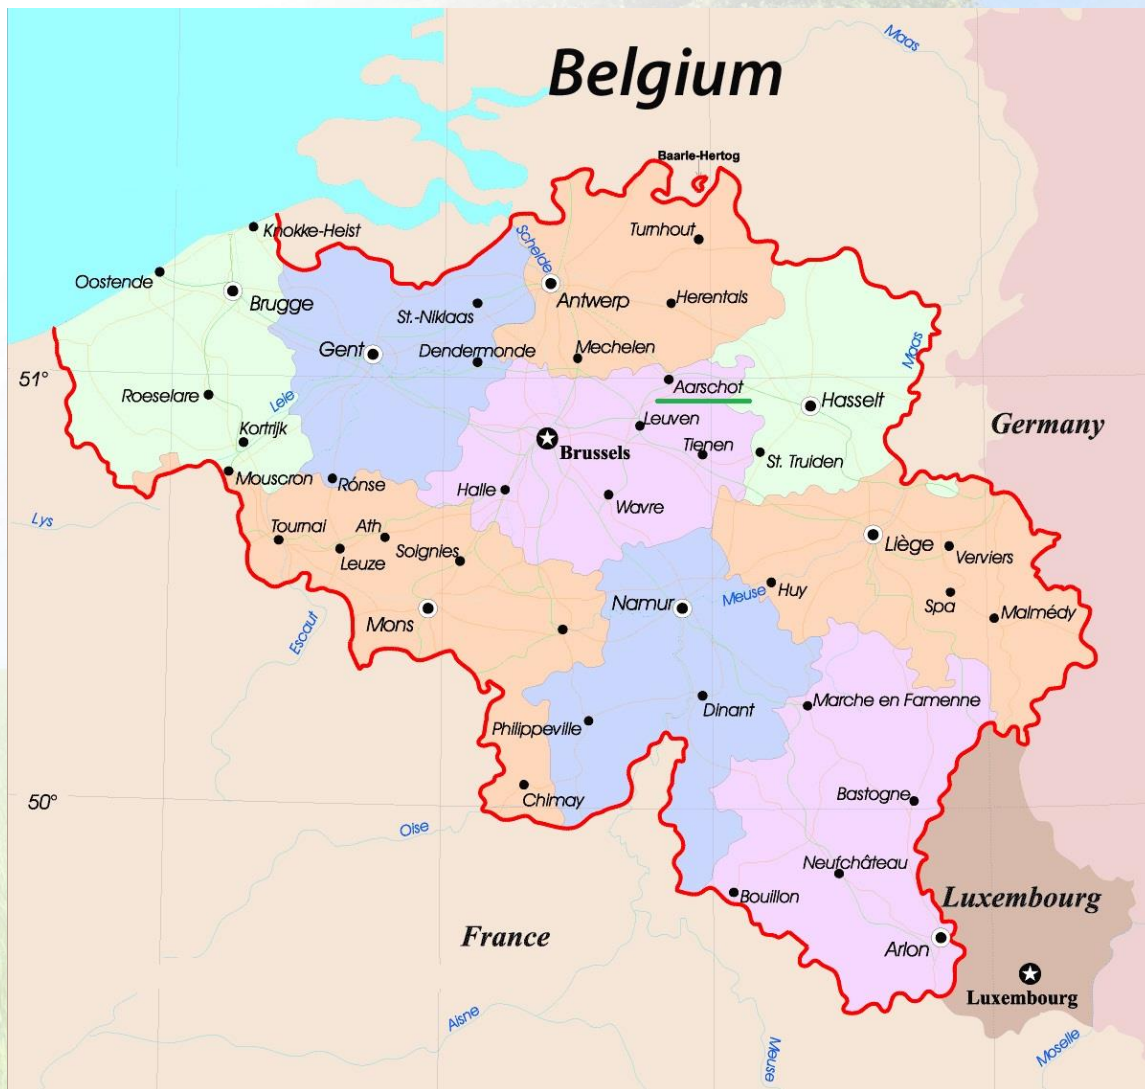 Maas
Belgium
Baarle-Hertog
Knokke-Heist
Turnhout
Schelde
Oostende
Brugge
Antwerp
Herentals
St.-Niklaas
Gent
Dendermonde
Mechelen
Maas
51°
Aarschot
Roeselare
Leie
Hasselt
Leuven
Germany
Kortrijk
Brussels
Tienen
St. Truiden
Mouscron
Rónse
Halle
Wavre
Lys
Tournai
Ath
Leuze
Soignies
Liège
Verviers
Meuse
Huy
Spa
Namur
Malmédy
Mons
Escaut
Marche en Famenne
Dinant
Philippeville
Chimay
Bastogne
50°
Oise
Neufchâteau
Bouillon
Luxembourg
France
Arlon
Luxembourg
Aisne
Meuse
Moselle